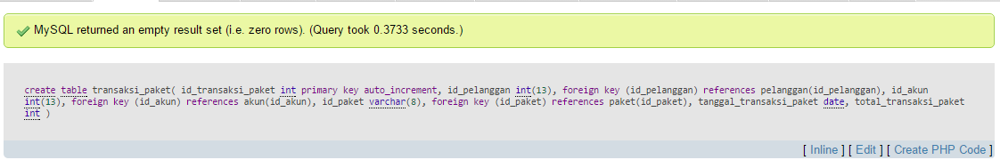 MySQL returned an empty result set (i.e. zero rows). (Query took 0.3733 seconds.)
create table transaksi_paket( id_transaksi_paket int primary key auto_increment, id_pelanggan int(13), foreign key (id_pelanggan) references pelanggan(id_pelanggan), id_akun
int(13), foreign key (id_akun) references akun(id_akun), id_paket varchar(8), foreign key (id_paket) references paket(id_paket), tanggal_transaksi_paket date, total_transaksi_paket
int )
[ Inline ] [ Edit ] [ Create PHP Code ]